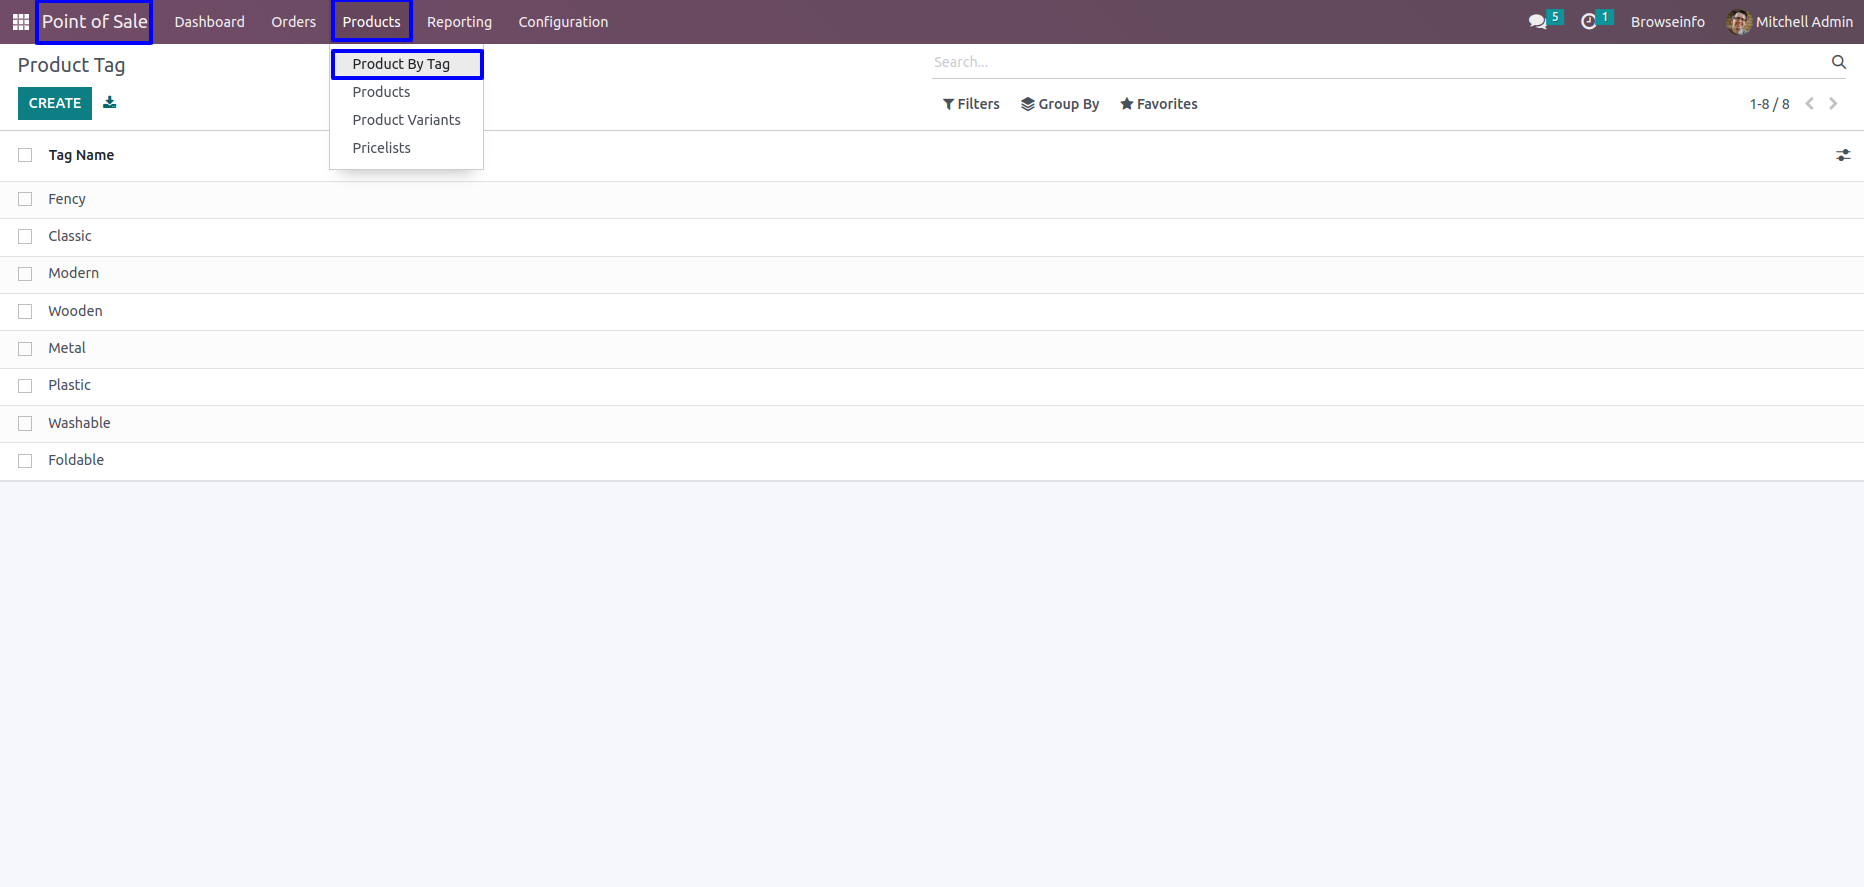 Point of Sale Dashboard Orders Products Reporting Configuration 5 1 Browseinfo Mitchell Admin
Product Tag
Product By Tag
Products
Product Variants
Pricelists
Search...
CREATE
Filters Group By Favorites 1-8 / 8
Tag Name
Fency
Classic
Modern
Wooden
Metal
Plastic
Washable
Foldable